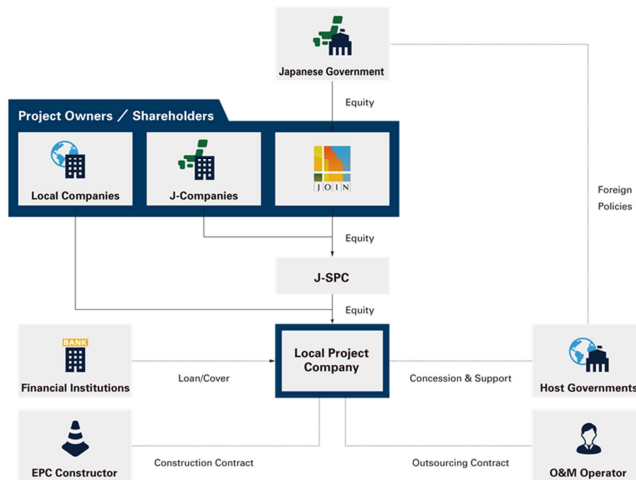 Japanese Government
Equity
Project Owners / Shareholders
Local Companies
J-Companies
JOIN
Foreign
Policies
Equity
J-SPC
Equity
BANK
Financial Institutions
Loan/Cover
Local Project
Company
Concession & Support
Host Governments
EPC Constructor
Construction Contract
Outsourcing Contract
O&M Operator